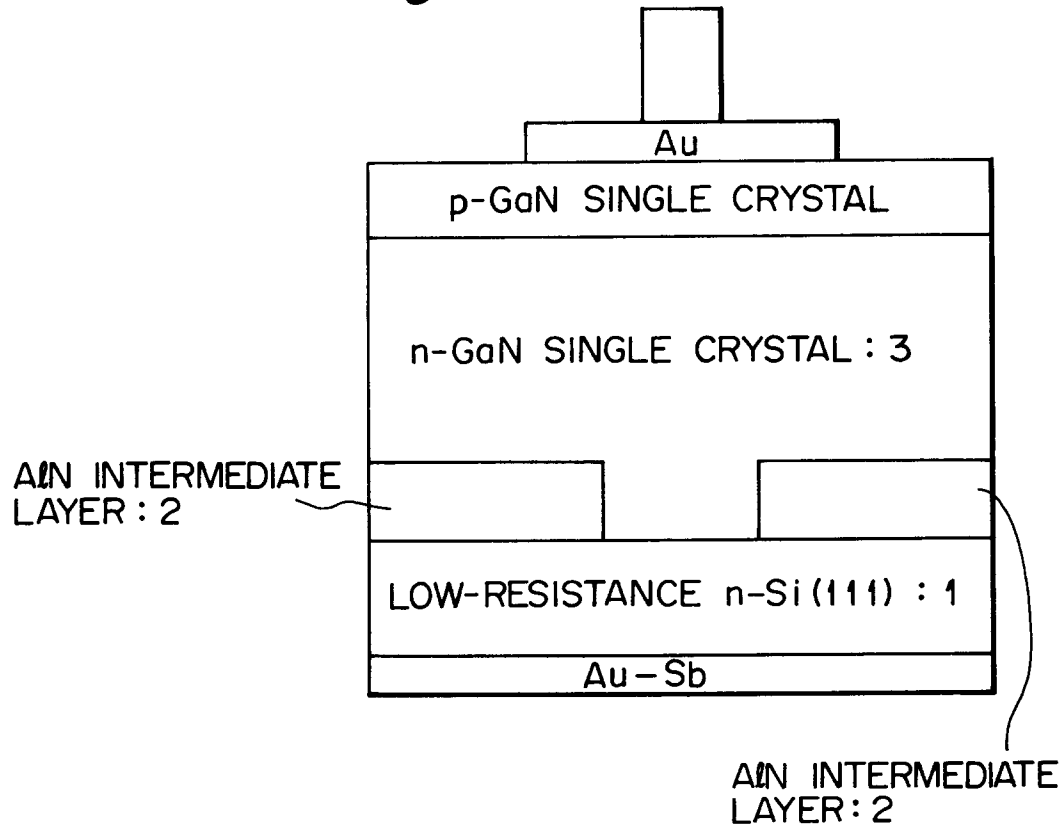 Au
p-GaN SINGLE CRYSTAL
n-GaN SINGLE CRYSTAL : 3
AlN INTERMEDIATE
LAYER : 2
LOW-RESISTANCE n-Si(111) : 1
Au-Sb
AlN INTERMEDIATE
LAYER : 2